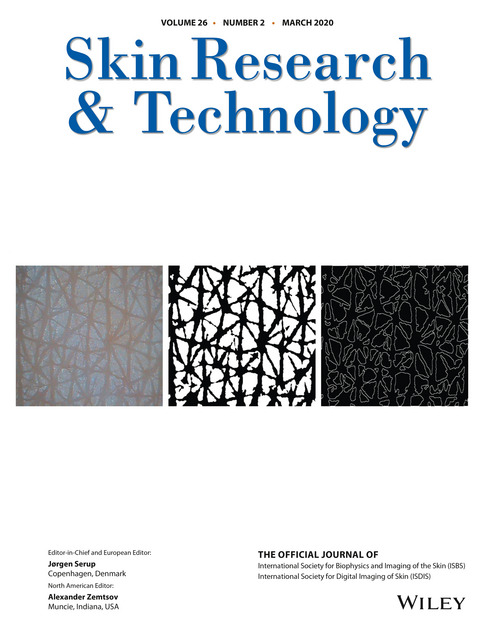 VOLUME 26 • NUMBER 2 • MARCH 2020
Skin Research
& Technology
Editor-in-Chief and European Editor:
Jørgen Serup
Copenhagen, Denmark
North American Editor:
Alexander Zemtsov
Muncie, Indiana, USA
THE OFFICIAL JOURNAL OF
International Society for Biophysics and Imaging of the Skin (ISBS)
International Society for Digital Imaging of Skin (ISDIS)
WILEY